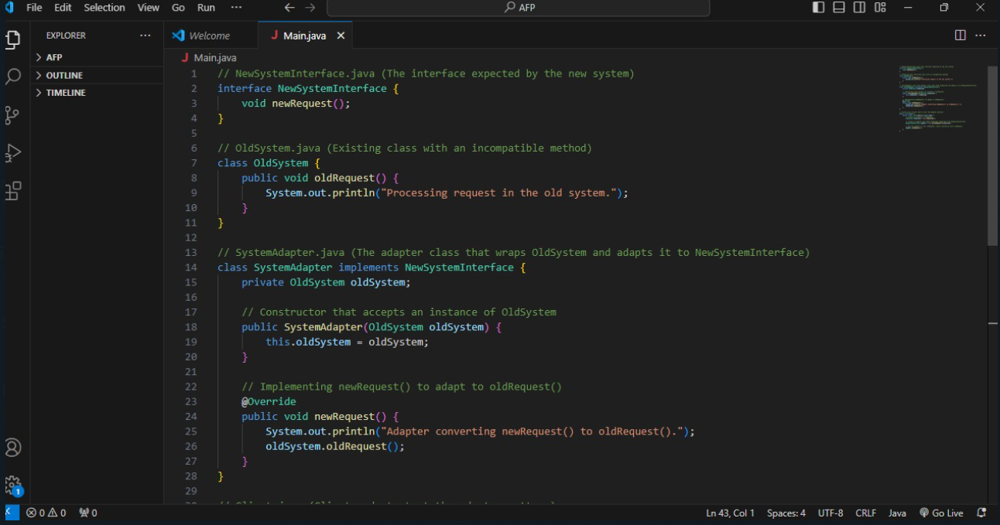 File Edit Selection View Go Run ··· ← → AFP
EXPLORER ···
AFP
OUTLINE
TIMELINE
Welcome
J Main.java ×
J Main.java
1 // NewSystemInterface.java (The interface expected by the new system)
2 interface NewSystemInterface {
3     void newRequest();
4 }
5
6 // OldSystem.java (Existing class with an incompatible method)
7 class OldSystem {
8     public void oldRequest() {
9         System.out.println("Processing request in the old system.");
10     }
11 }
12
13 // SystemAdapter.java (The adapter class that wraps OldSystem and adapts it to NewSystemInterface)
14 class SystemAdapter implements NewSystemInterface {
15     private OldSystem oldSystem;
16
17     // Constructor that accepts an instance of OldSystem
18     public SystemAdapter(OldSystem oldSystem) {
19         this.oldSystem = oldSystem;
20     }
21
22     // Implementing newRequest() to adapt to oldRequest()
23     @Override
24     public void newRequest() {
25         System.out.println("Adapter converting newRequest() to oldRequest().");
26         oldSystem.oldRequest();
27     }
28 }
29
1
0 0 0 Ln 43, Col 1 Spaces: 4 UTF-8 CRLF Java Go Live